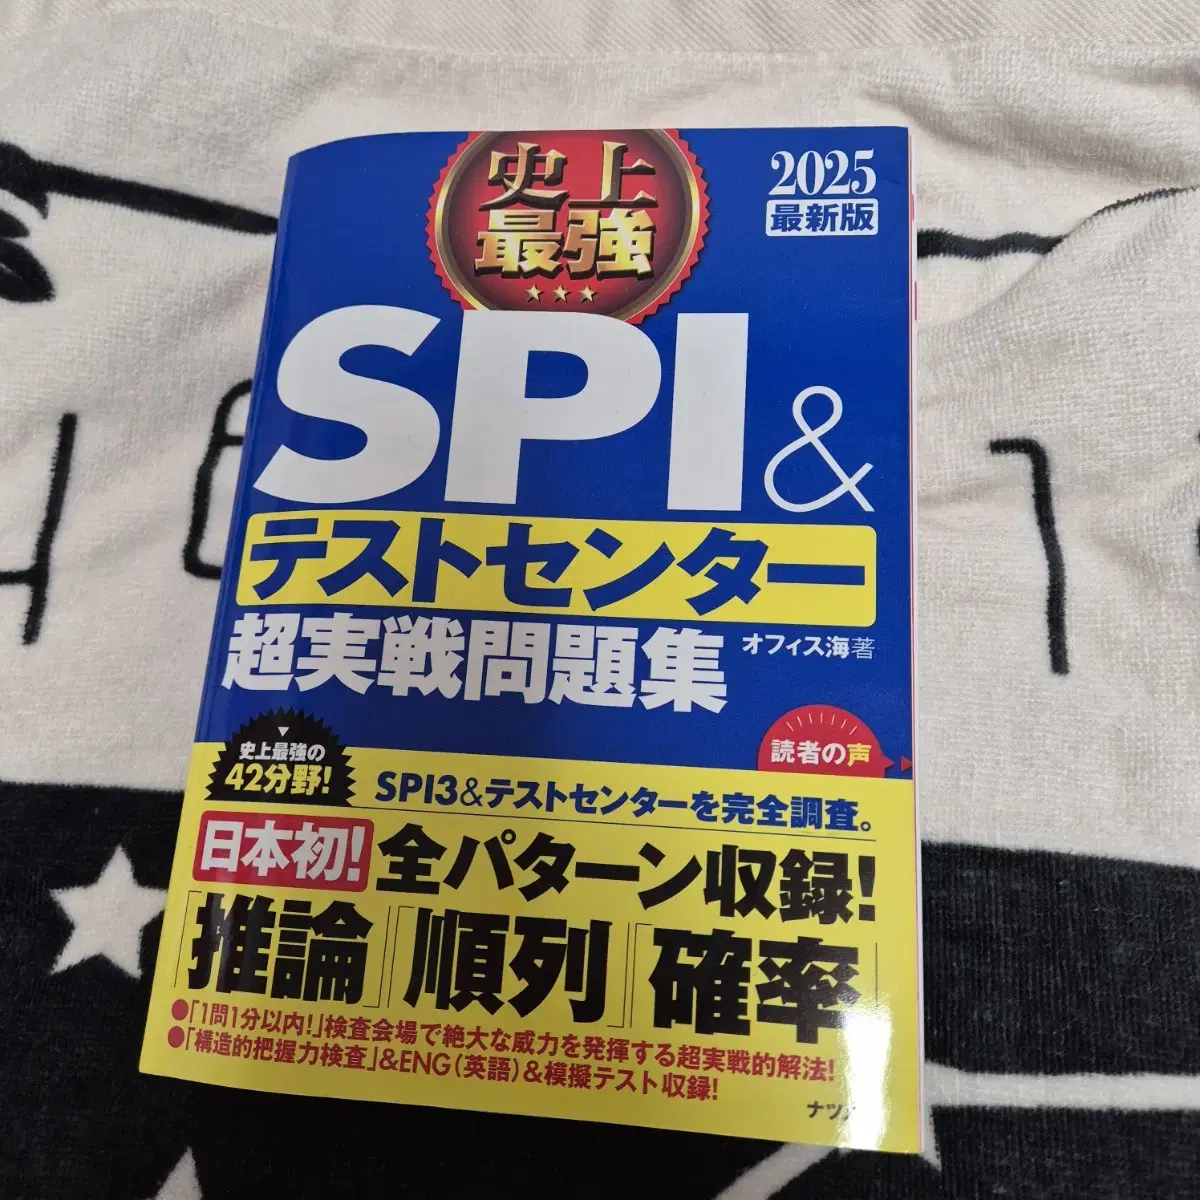 史上
最強
2025
最新版
SPI&
テストセンター
超実戦問題集
オフィス海 著
読者の声
史上最強の
42分野!
SPI3&テストセンターを完全調査。
日本初!
全パターン収録!
「推論」「順列」「確率」
●「1問1分以内!」検査会場で絶大な威力を発揮する超実戦的解法!
●「構造的把握力検査」&ENG(英語)&模擬テスト収録!